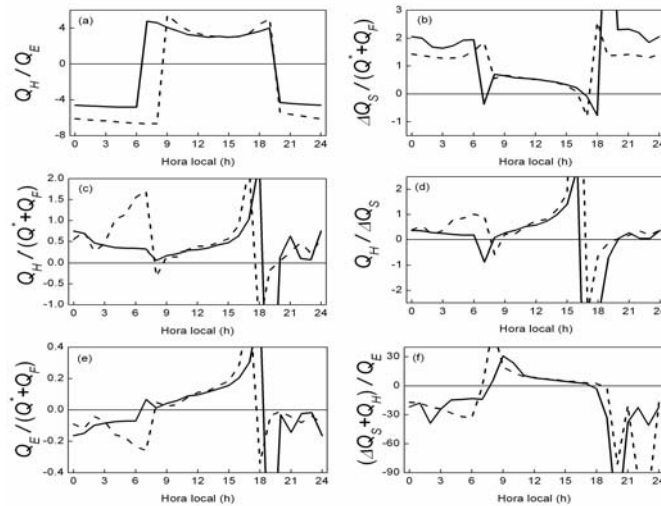 (a)
Q_H / Q_E
4
0
-4
-8
0 3 6 9 12 15 18 21 24
Hora local (h)
(b)
ΔQ_S / (Q* + Q_F)
3
2
1
0
-1
0 3 6 9 12 15 18 21 24
Hora local (h)
(c)
Q_H / (Q* + Q_F)
2.0
1.5
1.0
0.5
0.0
-0.5
-1.0
0 3 6 9 12 15 18 21 24
Hora local (h)
(d)
Q_H / ΔQ_S
2
1
0
-1
-2
0 3 6 9 12 15 18 21 24
Hora local (h)
(e)
Q_E / (Q* + Q_F)
0.4
0.2
0.0
-0.2
-0.4
0 3 6 9 12 15 18 21 24
Hora local (h)
(f)
(ΔQ_S + Q_H) / Q_E
30
0
-30
-60
-90
0 3 6 9 12 15 18 21 24
Hora local (h)